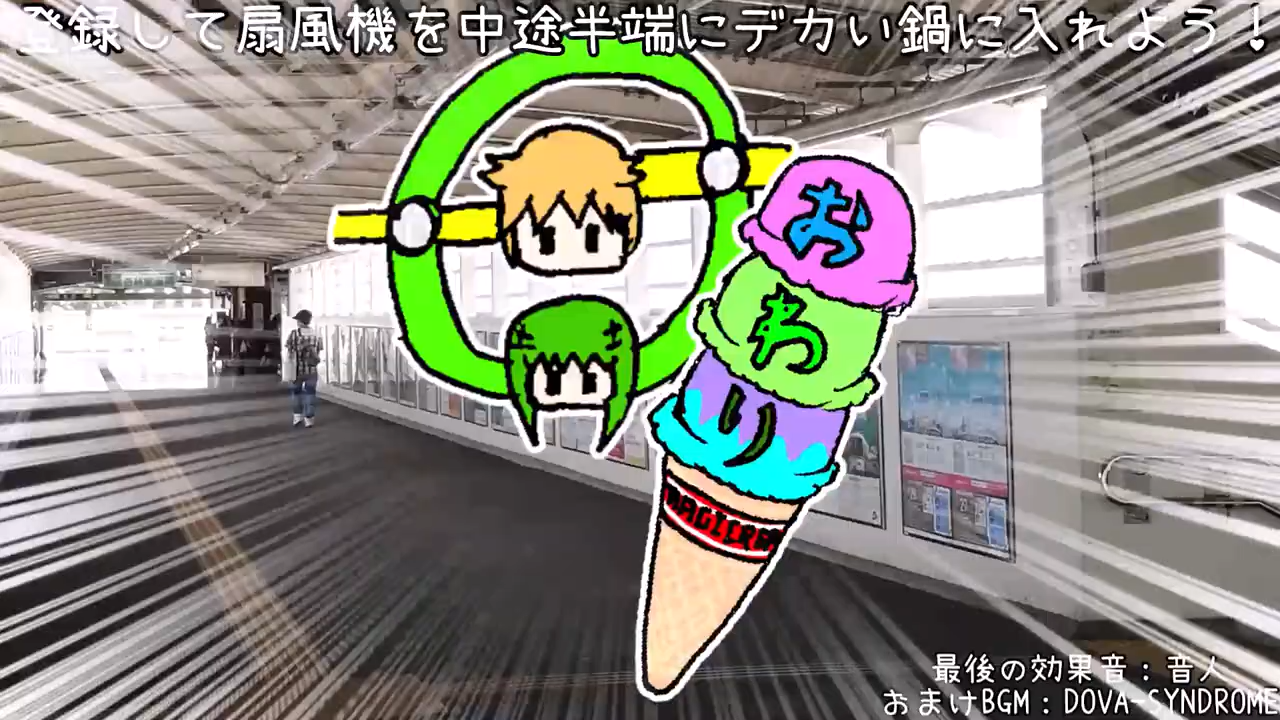 登録して扇風機を中途半端にデカい鍋に入れよう！
お
わ
り
最後の効果音：音人
おまけBGM：DOVA-SYNDROME